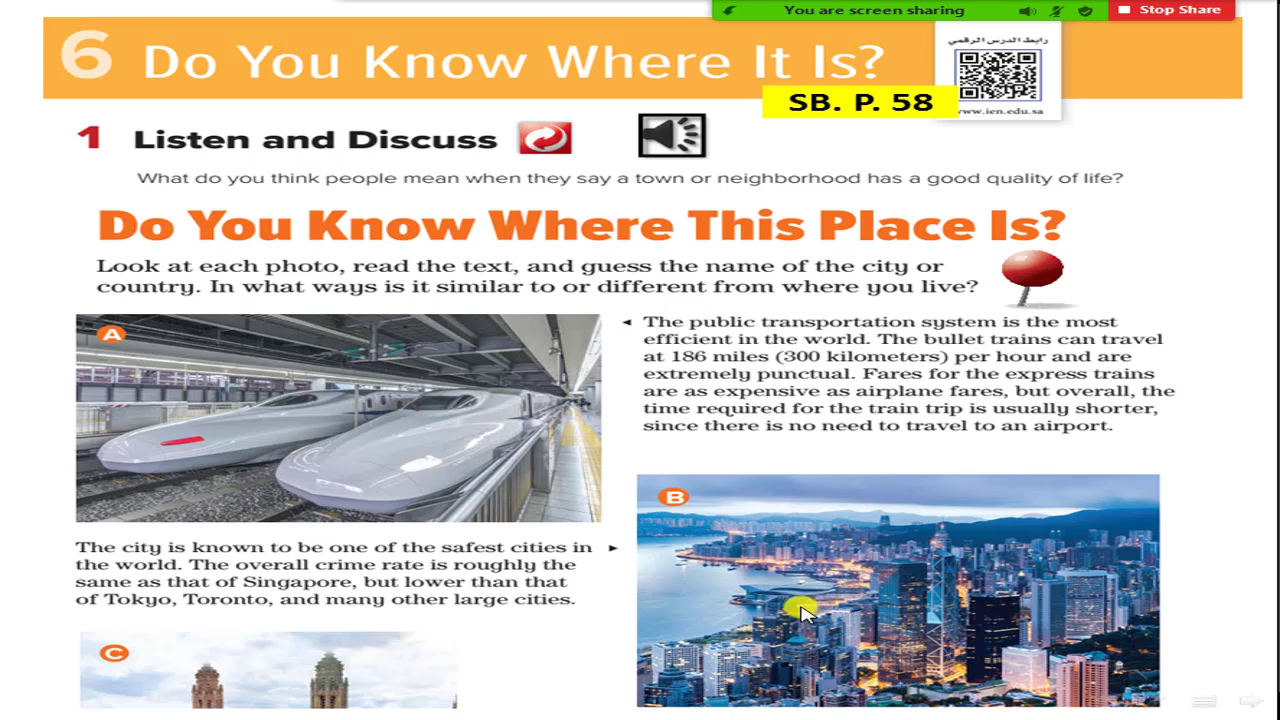 You are screen sharing
Stop Share
6 Do You Know Where It Is?
رابط الدرس الرقمي
www.ien.edu.sa
SB. P. 58
1 Listen and Discuss
What do you think people mean when they say a town or neighborhood has a good quality of life?
Do You Know Where This Place Is?
Look at each photo, read the text, and guess the name of the city or
country. In what ways is it similar to or different from where you live?
A
The public transportation system is the most
efficient in the world. The bullet trains can travel
at 186 miles (300 kilometers) per hour and are
extremely punctual. Fares for the express trains
are as expensive as airplane fares, but overall, the
time required for the train trip is usually shorter,
since there is no need to travel to an airport.
B
The city is known to be one of the safest cities in
the world. The overall crime rate is roughly the
same as that of Singapore, but lower than that
of Tokyo, Toronto, and many other large cities.
C